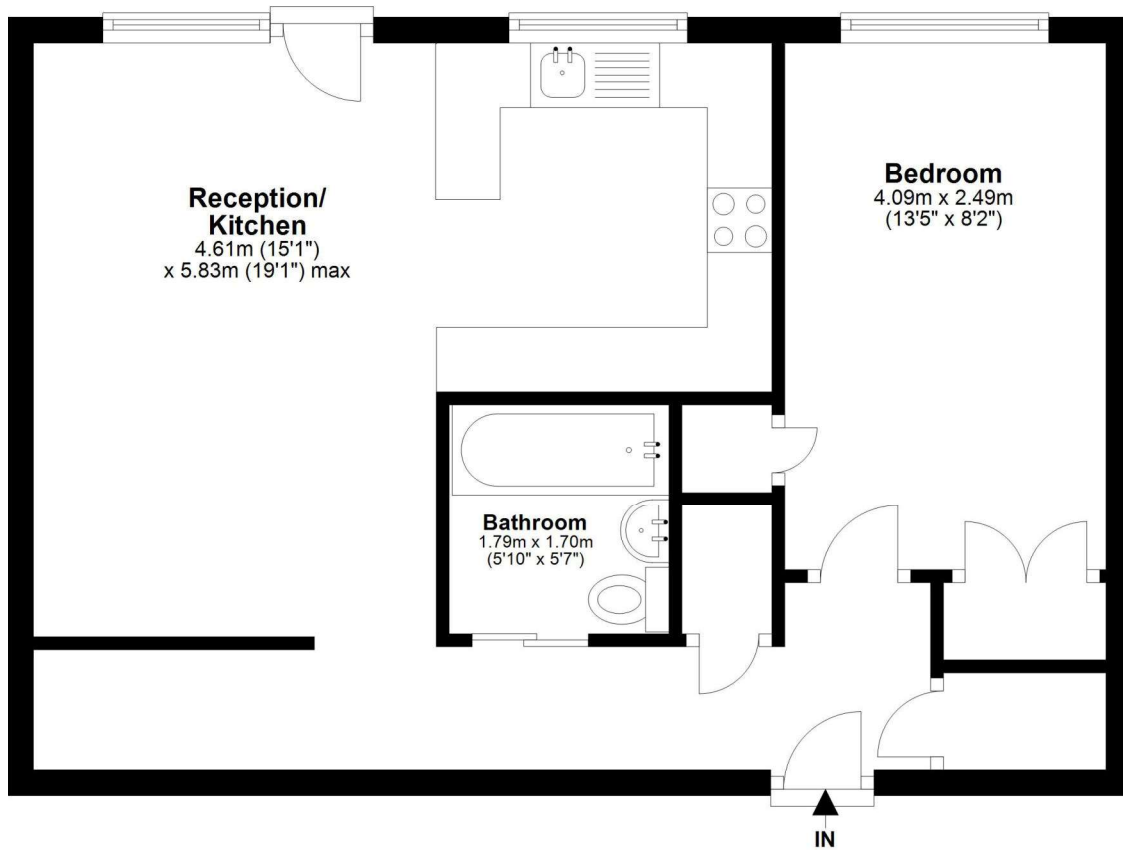 Reception/
Kitchen
4.61m (15'1")
x 5.83m (19'1") max
Bedroom
4.09m x 2.49m
(13'5" x 8'2")
Bathroom
1.79m x 1.70m
(5'10" x 5'7")
IN